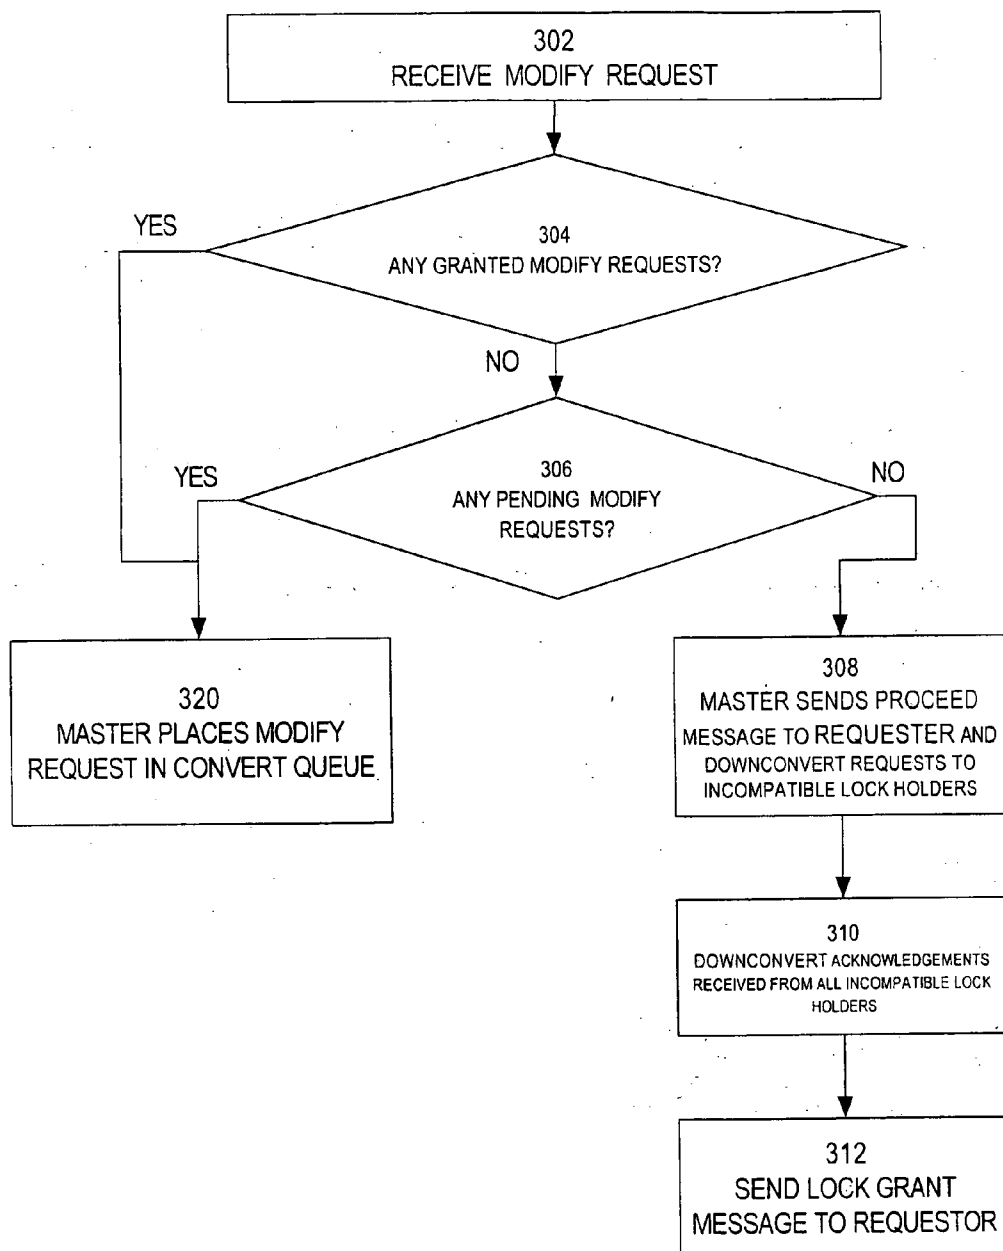 302
RECEIVE MODIFY REQUEST
YES
304
ANY GRANTED MODIFY REQUESTS?
NO
YES
306
ANY PENDING MODIFY
REQUESTS?
NO
320
MASTER PLACES MODIFY
REQUEST IN CONVERT QUEUE
308
MASTER SENDS PROCEED
MESSAGE TO REQUESTER AND
DOWNCONVERT REQUESTS TO
INCOMPATIBLE LOCK HOLDERS
310
DOWNCONVERT ACKNOWLEDGEMENTS
RECEIVED FROM ALL INCOMPATIBLE LOCK
HOLDERS
312
SEND LOCK GRANT
MESSAGE TO REQUESTOR